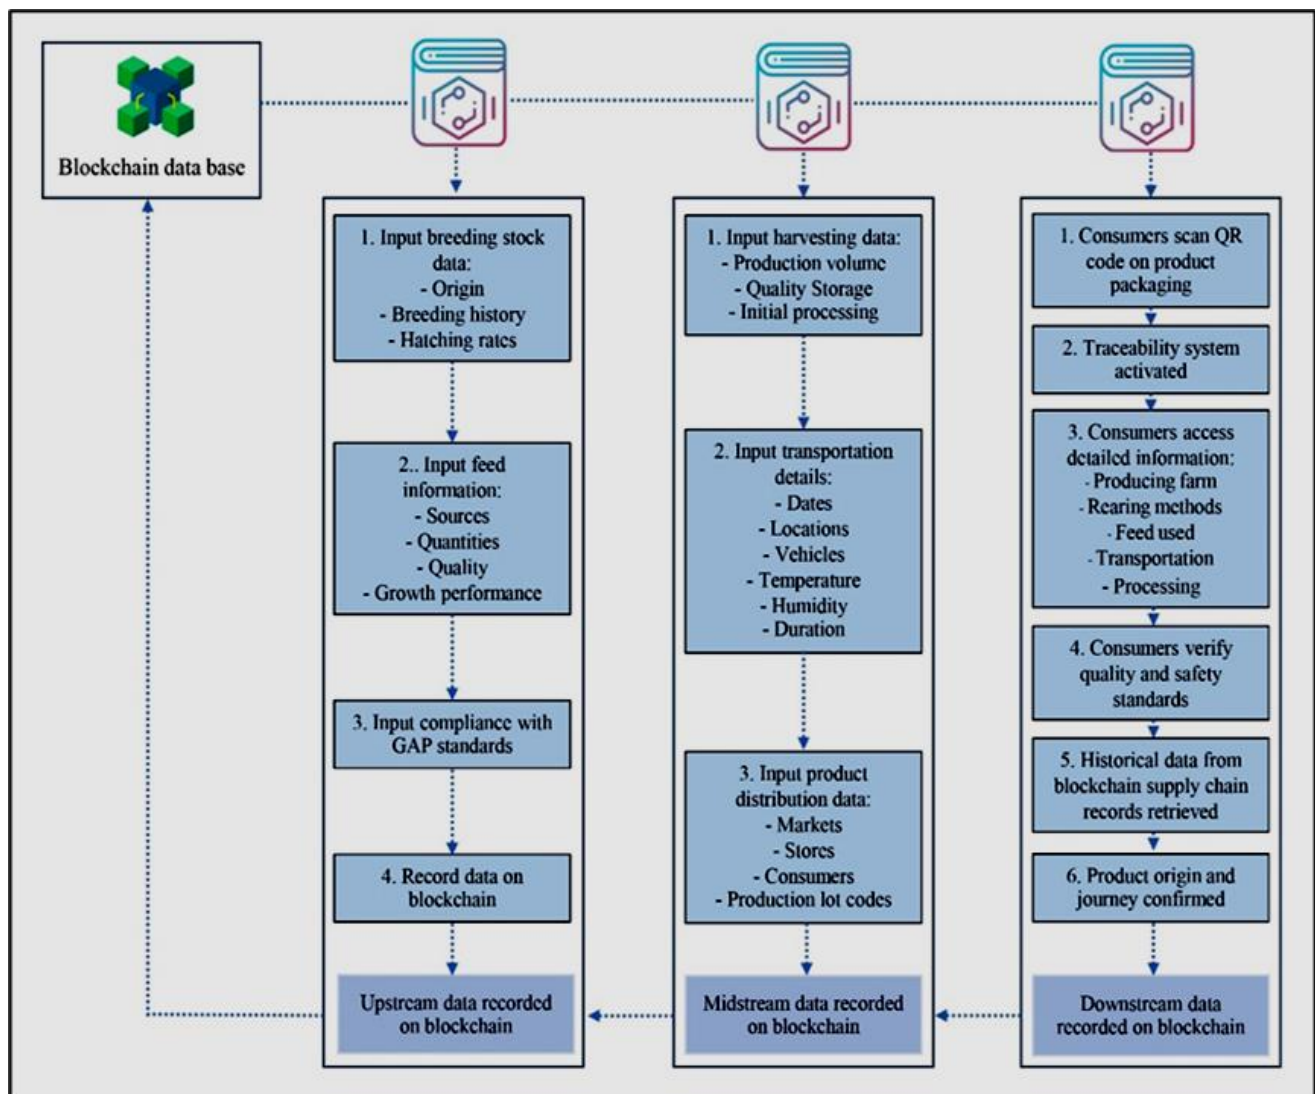 Blockchain data base
1. Input breeding stock
data:
- Origin
- Breeding history
- Hatching rates
2.. Input feed
information:
- Sources
- Quantities
- Quality
- Growth performance
3. Input compliance with
GAP standards
4. Record data on
blockchain
Upstream data recorded
on blockchain
1. Input harvesting data:
- Production volume
- Quality Storage
- Initial processing
2. Input transportation
details:
- Dates
- Locations
- Vehicles
- Temperature
- Humidity
- Duration
3. Input product
distribution data:
- Markets
- Stores
- Consumers
- Production lot codes
Midstream data recorded
on blockchain
1. Consumers scan QR
code on product
packaging
2. Traceability system
activated
3. Consumers access
detailed information:
- Producing farm
- Rearing methods
- Feed used
- Transportation
- Processing
4. Consumers verify
quality and safety
standards
5. Historical data from
blockchain supply chain
records retrieved
6. Product origin and
journey confirmed
Downstream data
recorded on blockchain